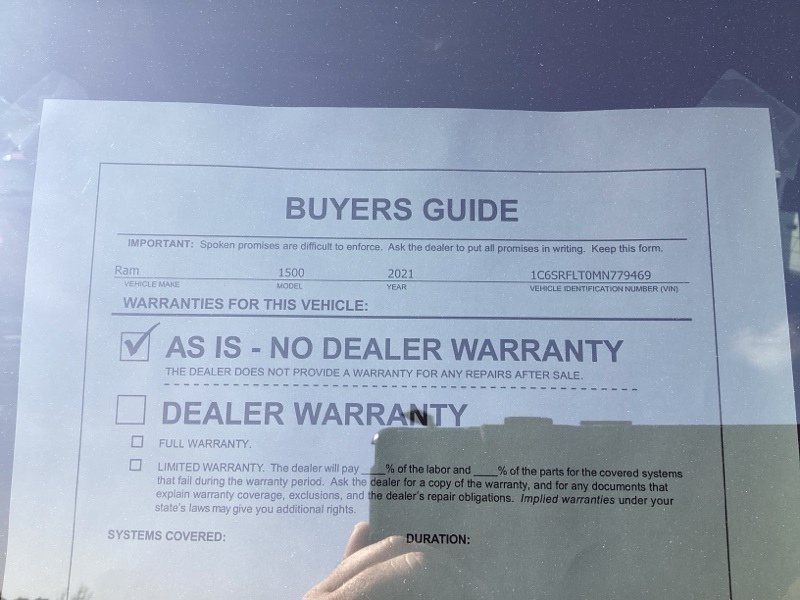 BUYERS GUIDE
IMPORTANT: Spoken promises are difficult to enforce. Ask the dealer to put all promises in writing. Keep this form.
Ram 1500 2021 1C6SRFLT0MN779469
VEHICLE MAKE MODEL YEAR VEHICLE IDENTIFICATION NUMBER (VIN)
WARRANTIES FOR THIS VEHICLE:
AS IS - NO DEALER WARRANTY
THE DEALER DOES NOT PROVIDE A WARRANTY FOR ANY REPAIRS AFTER SALE.
DEALER WARRANTY
FULL WARRANTY.
LIMITED WARRANTY. The dealer will pay ____% of the labor and ____% of the parts for the covered systems
that fail during the warranty period. Ask the dealer for a copy of the warranty, and for any documents that
explain warranty coverage, exclusions, and the dealer's repair obligations. Implied warranties under your
state's laws may give you additional rights.
SYSTEMS COVERED: DURATION: